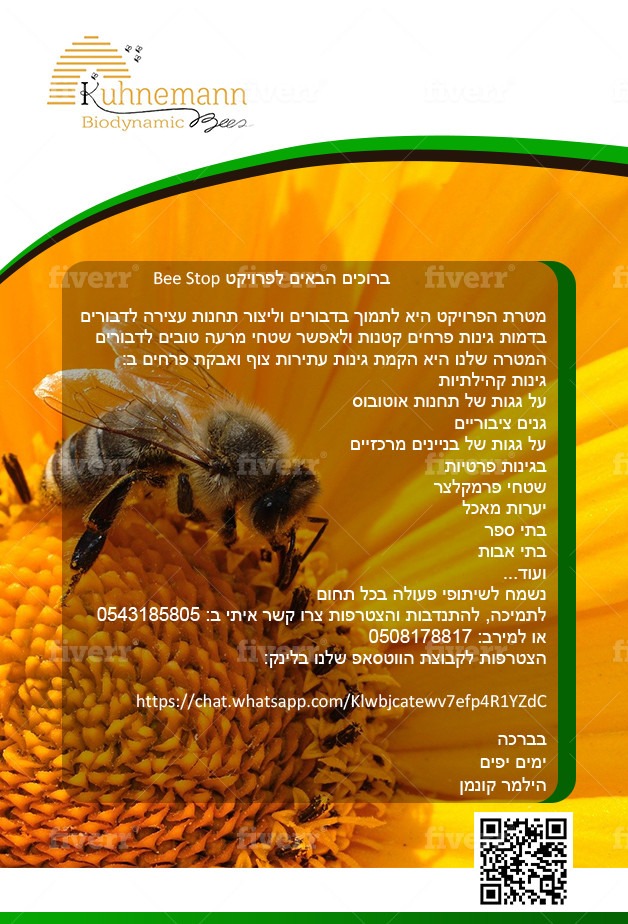 Kuhnemann
Biodynamic Bees
ברוכים הבאים לפרויקט Bee Stop
מטרת הפרויקט היא לתמוך בדבורים וליצור תחנות עצירה לדבורים
בדמות גינות פרחים קטנות ולאפשר שטחי מרעה טובים לדבורים
המטרה שלנו היא הקמת גינות עתירות צוף ואבקת פרחים ב:
גינות קהילתיות
על גגות של תחנות אוטובוס
גנים ציבוריים
על גגות של בניינים מרכזיים
בגינות פרטיות
שטחי פרמקלצר
יערות מאכל
בתי ספר
בתי אבות
ועוד...
נשמח לשיתופי פעולה בכל תחום
לתמיכה, להתנדבות והצטרפות צרו קשר איתי ב: 0543185805
או למירב: 0508178817
הצטרפות לקבוצת הווטסאפ שלנו בלינק:
https://chat.whatsapp.com/Klwbjcatewv7efp4R1YZdC
בברכה
ימים יפים
הילמר קונמן
fiverr